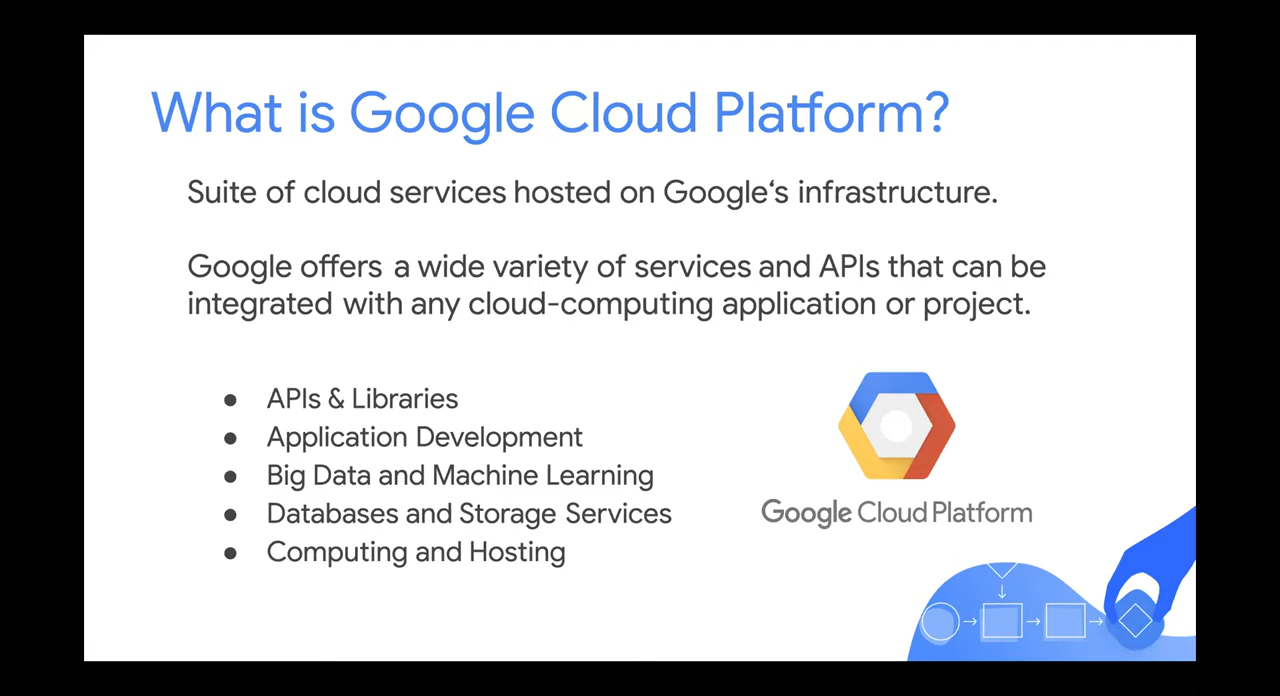 What is Google Cloud Platform?
Suite of cloud services hosted on Google‘s infrastructure.
Google offers a wide variety of services and APIs that can be
integrated with any cloud-computing application or project.
● APIs & Libraries
● Application Development
● Big Data and Machine Learning
● Databases and Storage Services
● Computing and Hosting
Google Cloud Platform